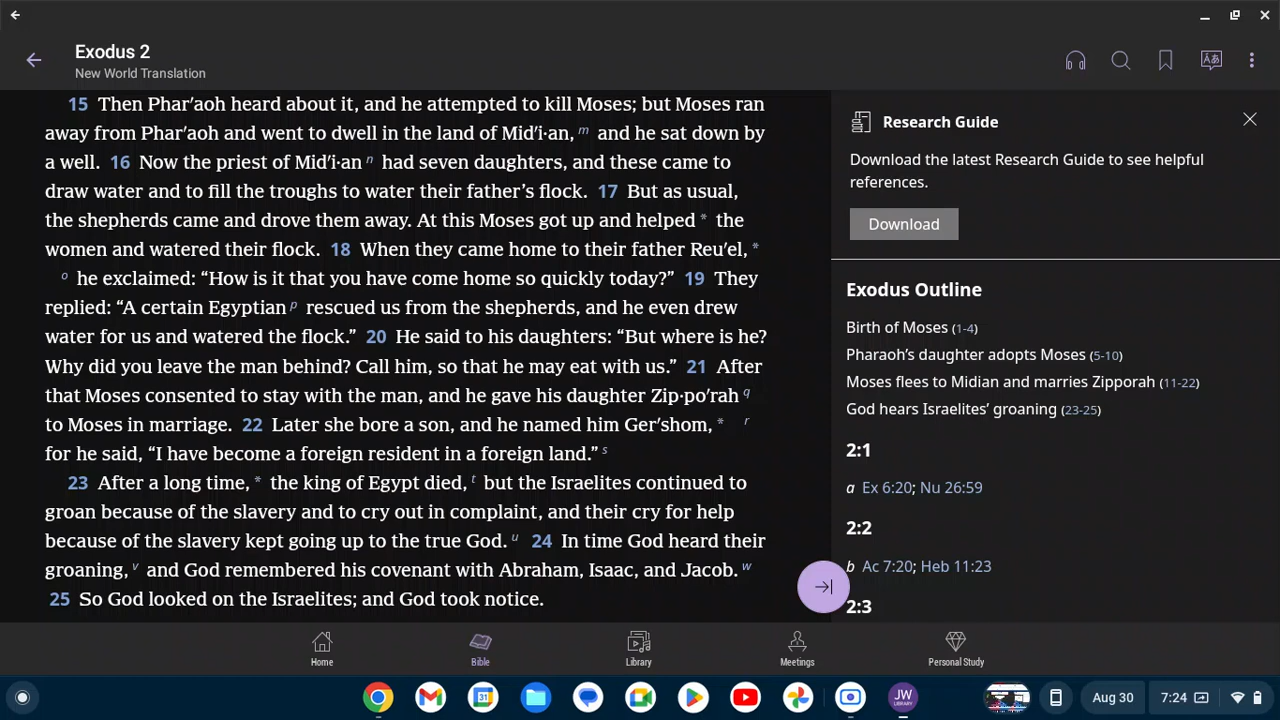 Exodus 2
New World Translation
15 Then Phar′aoh heard about it, and he attempted to kill Moses; but Moses ran
away from Phar′aoh and went to dwell in the land of Mid′i·an, m and he sat down by
a well. 16 Now the priest of Mid′i·an n had seven daughters, and these came to
draw water and to fill the troughs to water their father’s flock. 17 But as usual,
the shepherds came and drove them away. At this Moses got up and helped * the
women and watered their flock. 18 When they came home to their father Reu′el, *
o he exclaimed: “How is it that you have come home so quickly today?” 19 They
replied: “A certain Egyptian p rescued us from the shepherds, and he even drew
water for us and watered the flock.” 20 He said to his daughters: “But where is he?
Why did you leave the man behind? Call him, so that he may eat with us.” 21 After
that Moses consented to stay with the man, and he gave his daughter Zip·po′rah q
to Moses in marriage. 22 Later she bore a son, and he named him Ger′shom, * r
for he said, “I have become a foreign resident in a foreign land.” s
23 After a long time, * the king of Egypt died, t but the Israelites continued to
groan because of the slavery and to cry out in complaint, and their cry for help
because of the slavery kept going up to the true God. u 24 In time God heard their
groaning, v and God remembered his covenant with Abraham, Isaac, and Jacob. w
25 So God looked on the Israelites; and God took notice.
Research Guide
Download the latest Research Guide to see helpful
references.
Download
Exodus Outline
Birth of Moses (1-4)
Pharaoh’s daughter adopts Moses (5-10)
Moses flees to Midian and marries Zipporah (11-22)
God hears Israelites’ groaning (23-25)
2:1
a Ex 6:20; Nu 26:59
2:2
b Ac 7:20; Heb 11:23
2:3
Home
Bible
Library
Meetings
Personal Study
31
JW
LIBRARY
Aug 30
7:24